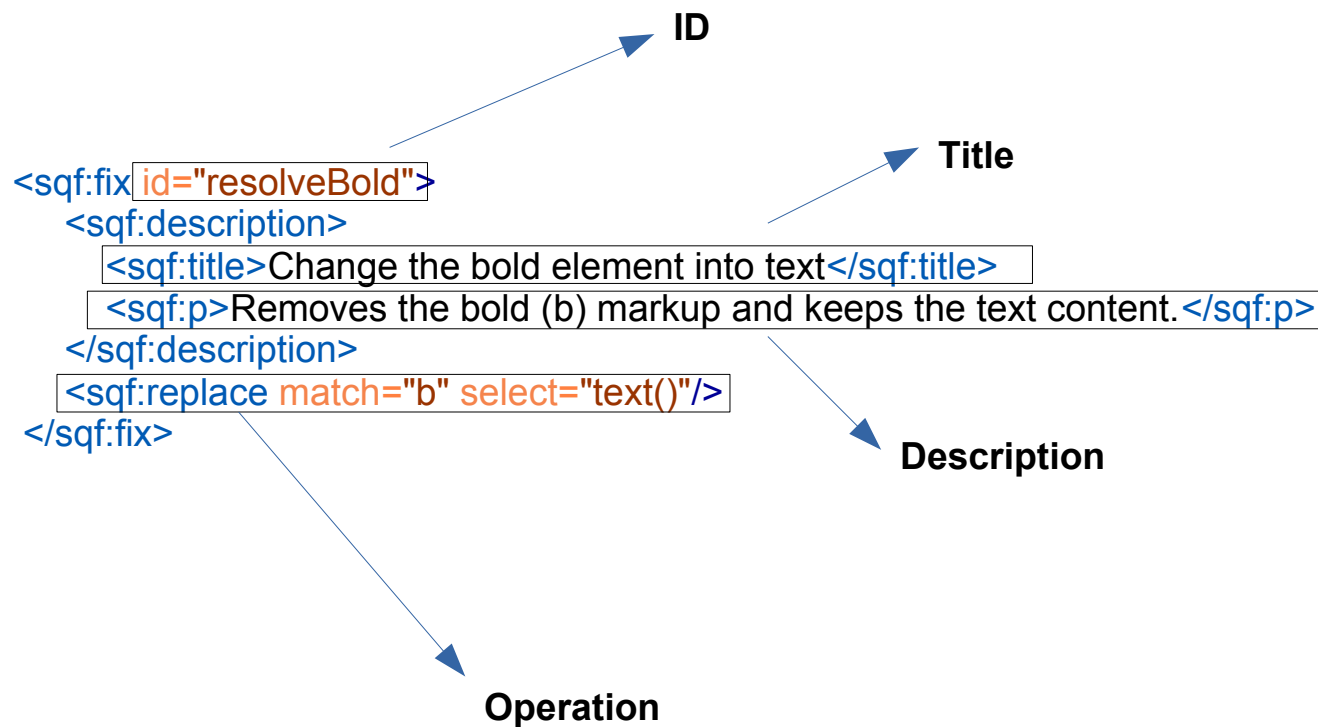 ID
Title
<sqf:fix id="resolveBold">
<sqf:description>
<sqf:title>Change the bold element into text</sqf:title>
<sqf:p>Removes the bold (b) markup and keeps the text content.</sqf:p>
</sqf:description>
<sqf:replace match="b" select="text()"/>
</sqf:fix>
Description
Operation